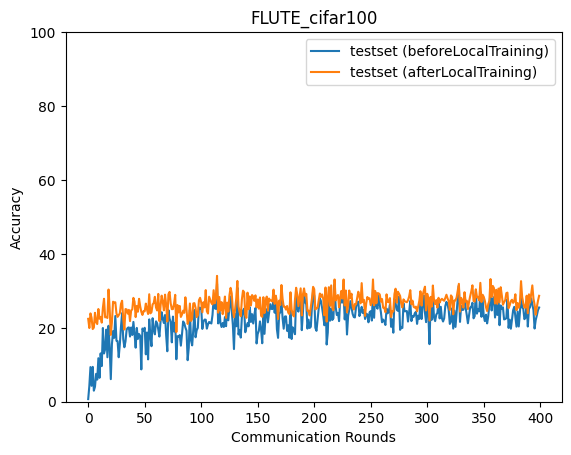 FLUTE_cifar100
testset (beforeLocalTraining)
testset (afterLocalTraining)
Accuracy
100
80
60
40
20
0
0 50 100 150 200 250 300 350 400
Communication Rounds